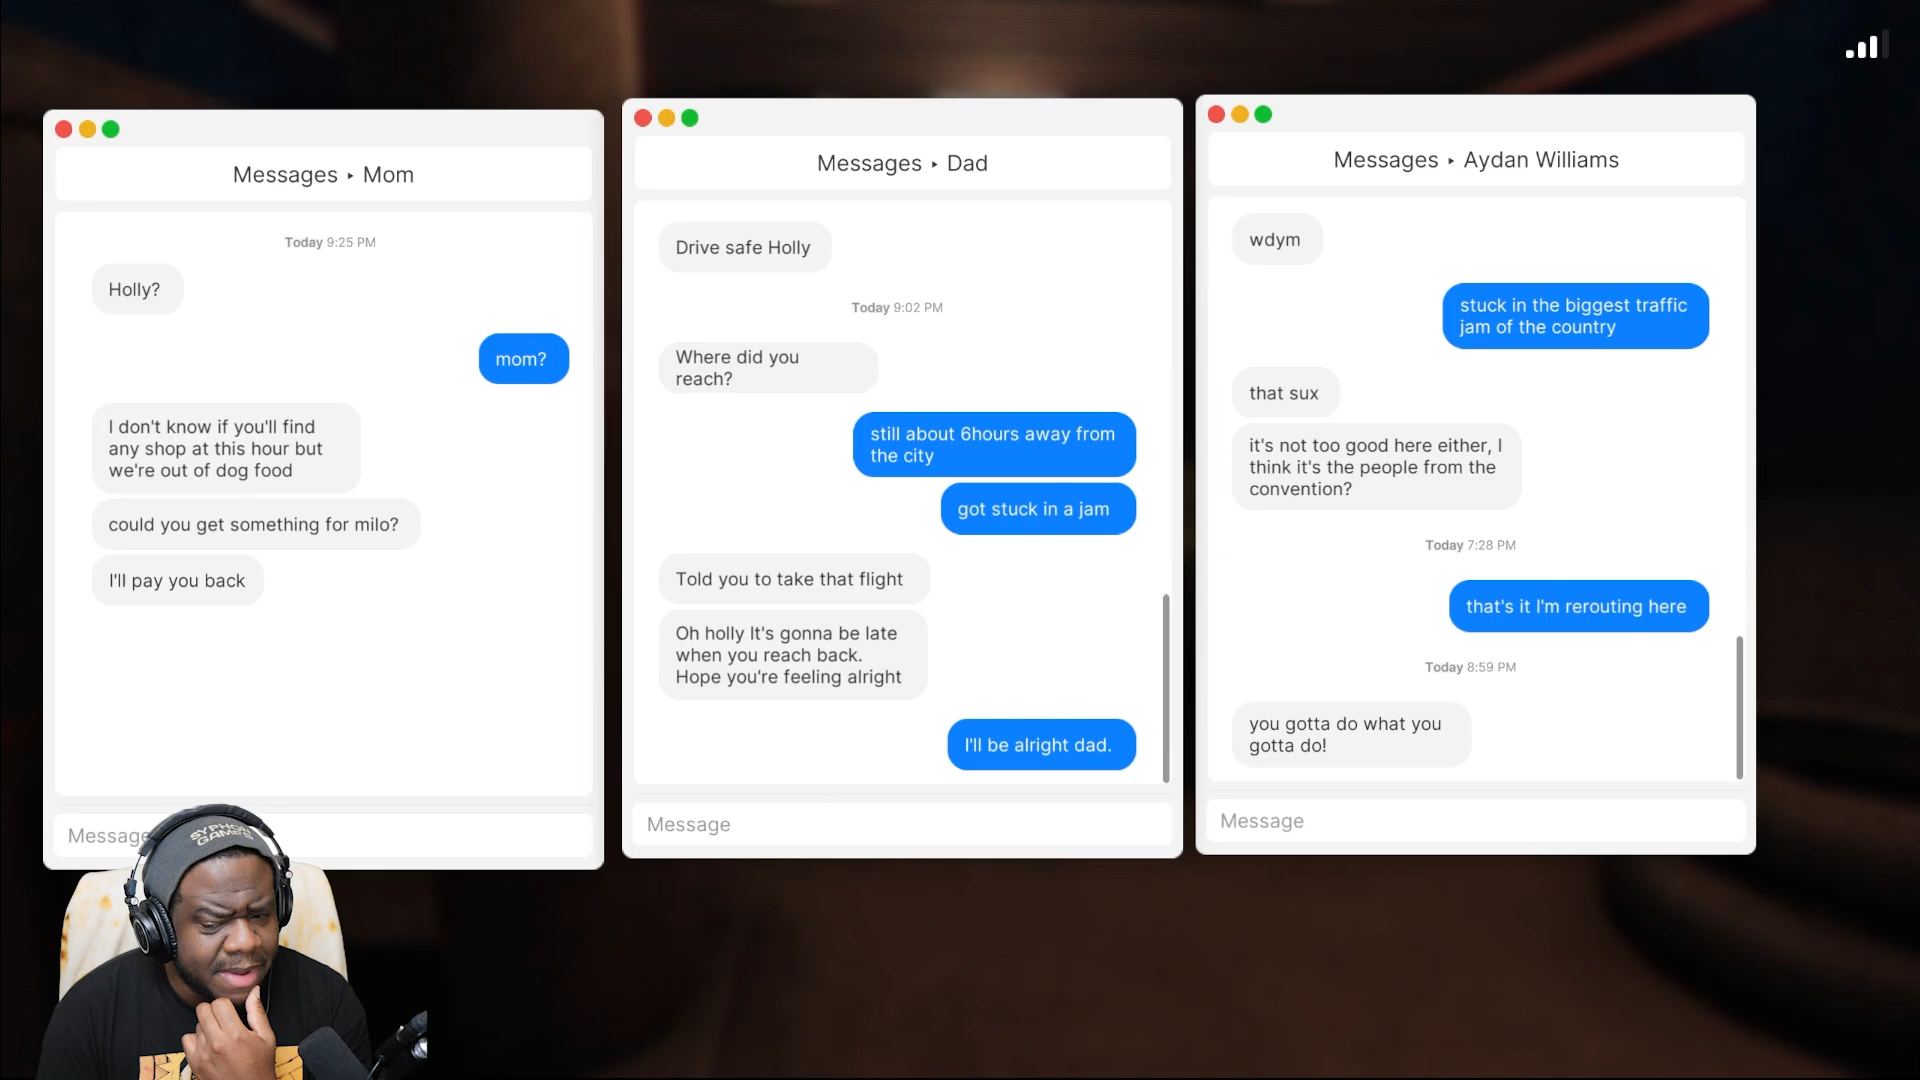 Messages ▸ Mom
Today 9:25 PM
Holly?
mom?
I don't know if you'll find
any shop at this hour but
we're out of dog food
could you get something for milo?
I'll pay you back
Message
Messages ▸ Dad
Drive safe Holly
Today 9:02 PM
Where did you
reach?
still about 6hours away from
the city
got stuck in a jam
Told you to take that flight
Oh holly It's gonna be late
when you reach back.
Hope you're feeling alright
I'll be alright dad.
Message
Messages ▸ Aydan Williams
wdym
stuck in the biggest traffic
jam of the country
that sux
it's not too good here either, I
think it's the people from the
convention?
Today 7:28 PM
that's it I'm rerouting here
Today 8:59 PM
you gotta do what you
gotta do!
Message
SYPHON
GAMES